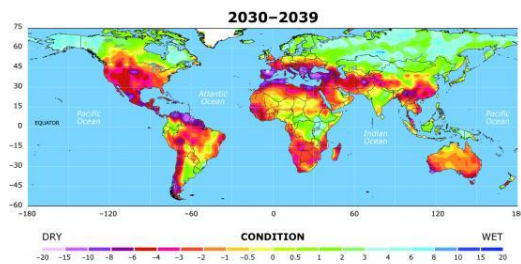 2030–2039
75
60
45
30
15
0
−15
−30
−45
−60
EQUATOR
Pacific
Ocean
Atlantic
Ocean
Indian
Ocean
Pacific
Ocean
−180 −120 −60 0 60 120 18
DRY CONDITION WET
−20 −15 −10 −8 −6 −4 −3 −2 −1 −0.5 0 0.5 1 2 3 4 6 8 10 15 20